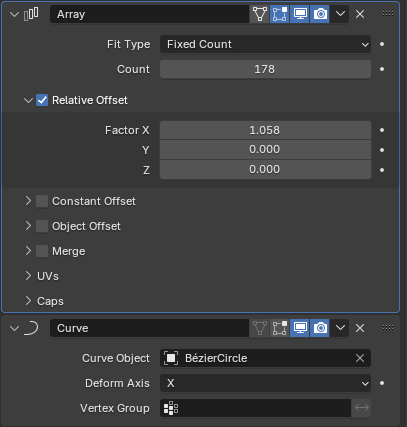 Array
Fit Type Fixed Count
Count 178
Relative Offset
Factor X 1.058
Y 0.000
Z 0.000
Constant Offset
Object Offset
Merge
UVs
Caps
Curve
Curve Object BézierCircle
Deform Axis X
Vertex Group